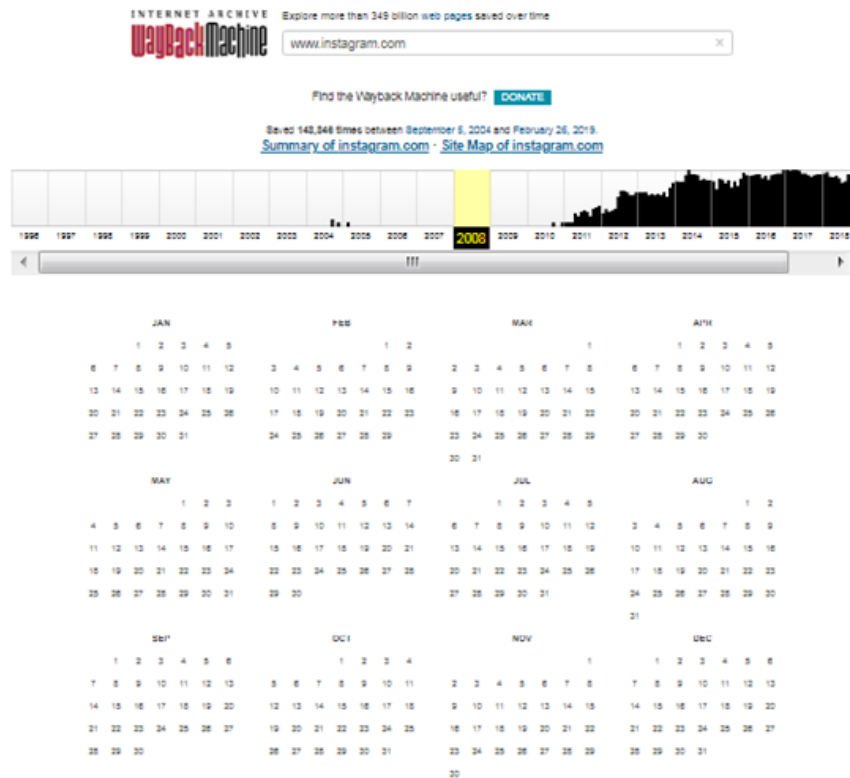 INTERNET ARCHIVE
WayBackMachine
Explore more than 349 billion web pages saved over time
www.instagram.com ×
Find the Wayback Machine useful? DONATE
Saved times between September 5, 2004 and February 26, 2019.
Summary of instagram.com · Site Map of instagram.com
1996 1997 1998 1999 2000 2001 2002 2003 2004 2005 2006 2007 2008 2009 2010 2011 2012 2013 2014 2015 2016 2017 2018
JAN FEB MAR APR
1 2 3 4 5 1 2 1 1 2 3 4 5
6 7 8 9 10 11 12 3 4 5 6 7 8 9 2 3 4 5 6 7 8 6 7 8 9 10 11 12
13 14 15 16 17 18 19 10 11 12 13 14 15 16 9 10 11 12 13 14 15 13 14 15 16 17 18 19
20 21 22 23 24 25 26 17 18 19 20 21 22 23 16 17 18 19 20 21 22 20 21 22 23 24 25 26
27 28 29 30 31 24 25 26 27 28 29 23 24 25 26 27 28 29 27 28 29 30
30 31
MAY JUN JUL AUG
1 2 3 1 2 3 4 5 6 7 1 2 3 4 5 1 2
4 5 6 7 8 9 10 8 9 10 11 12 13 14 6 7 8 9 10 11 12 3 4 5 6 7 8 9
11 12 13 14 15 16 17 15 16 17 18 19 20 21 13 14 15 16 17 18 19 10 11 12 13 14 15 16
18 19 20 21 22 23 24 22 23 24 25 26 27 28 20 21 22 23 24 25 26 17 18 19 20 21 22 23
25 26 27 28 29 30 31 29 30 27 28 29 30 31 24 25 26 27 28 29 30
31
SEP OCT NOV DEC
1 2 3 4 5 6 1 2 3 4 1 1 2 3 4 5 6
7 8 9 10 11 12 13 5 6 7 8 9 10 11 2 3 4 5 6 7 8 7 8 9 10 11 12 13
14 15 16 17 18 19 20 12 13 14 15 16 17 18 9 10 11 12 13 14 15 14 15 16 17 18 19 20
21 22 23 24 25 26 27 19 20 21 22 23 24 25 16 17 18 19 20 21 22 21 22 23 24 25 26 27
28 29 30 26 27 28 29 30 31 23 24 25 26 27 28 29 28 29 30 31
30